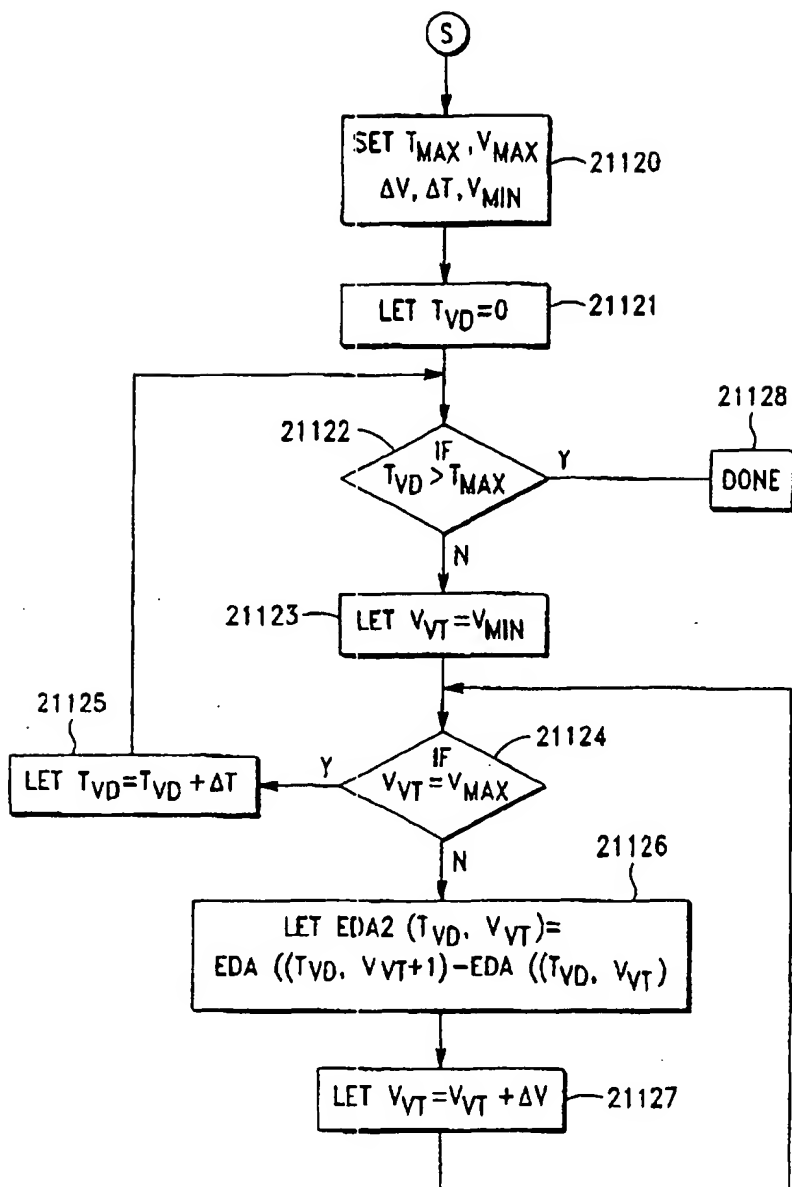 S
SET T_MAX, V_MAX
ΔV, ΔT, V_MIN
21120
LET T_VD=0
21121
21122
IF
T_VD > T_MAX
Y
21128
DONE
N
21123
LET V_VT=V_MIN
21125
LET T_VD=T_VD + ΔT
Y
IF
V_VT=V_MAX
21124
N
21126
LET EDA2 (T_VD, V_VT)=
EDA ((T_VD, V_VT+1)-EDA ((T_VD, V_VT)
LET V_VT=V_VT + ΔV
21127